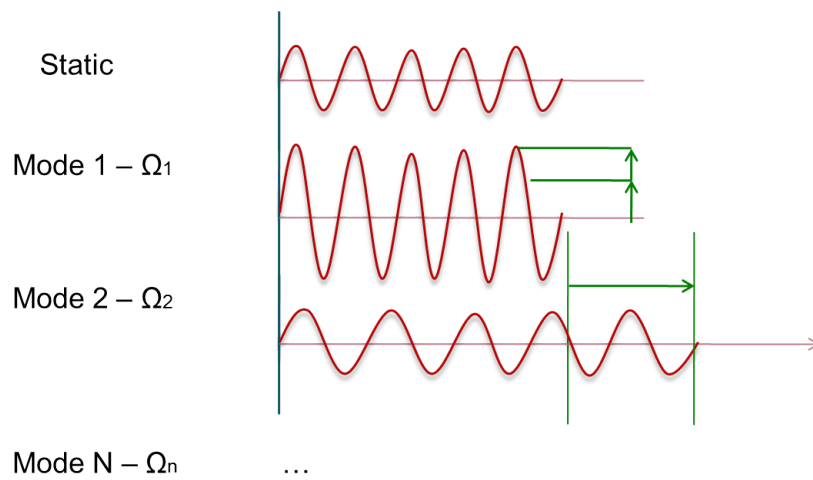 Static
Mode 1 – Ω1
Mode 2 – Ω2
Mode N – Ωn
...